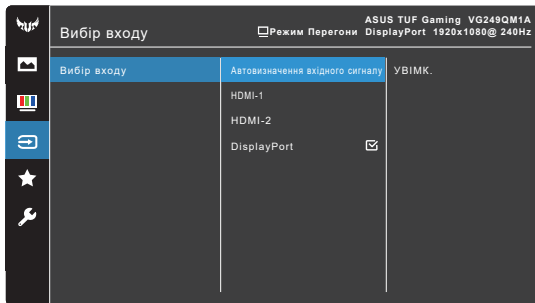 ASUS TUF Gaming VG249QM1A
Вибір входу
Режим Перегони DisplayPort 1920x1080@ 240Hz
Вибір входу
Автовизначення вхідного сигналу
УВІМК.
HDMI-1
HDMI-2
DisplayPort